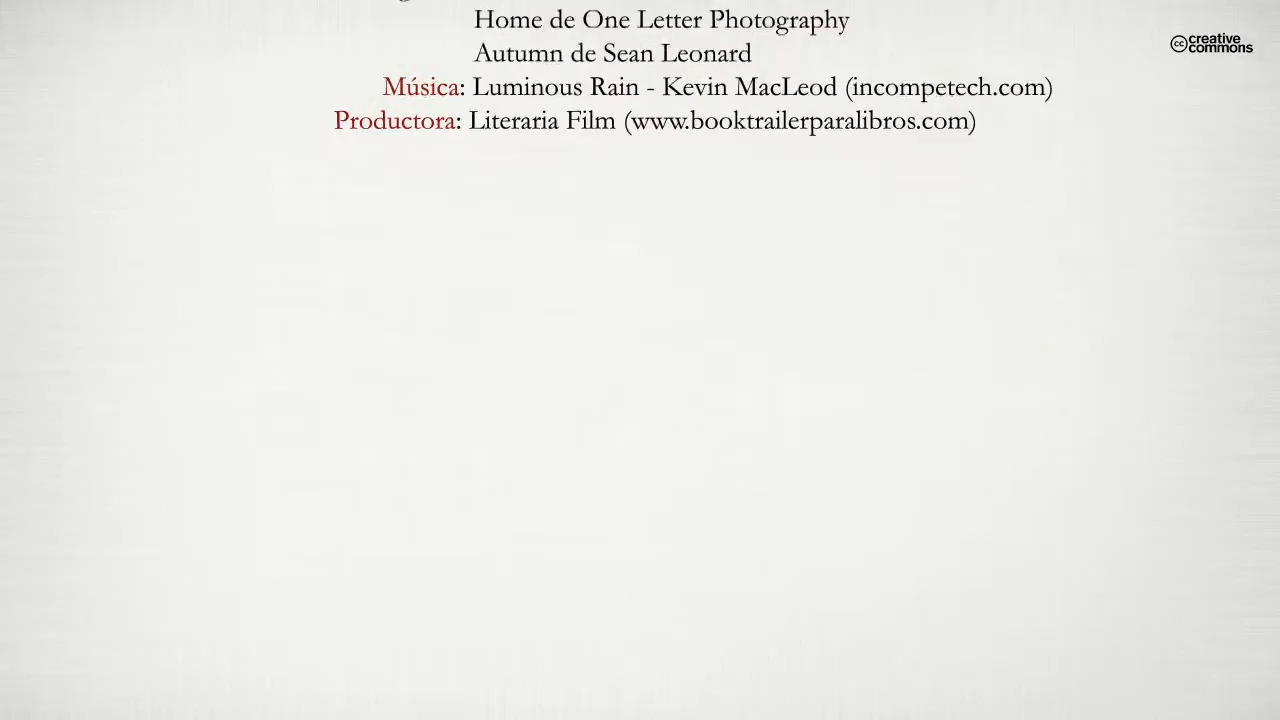 Home de One Letter Photography
Autumn de Sean Leonard
Música: Luminous Rain - Kevin MacLeod (incompetech.com)
Productora: Literaria Film (www.booktrailerparalibros.com)
cc creative commons